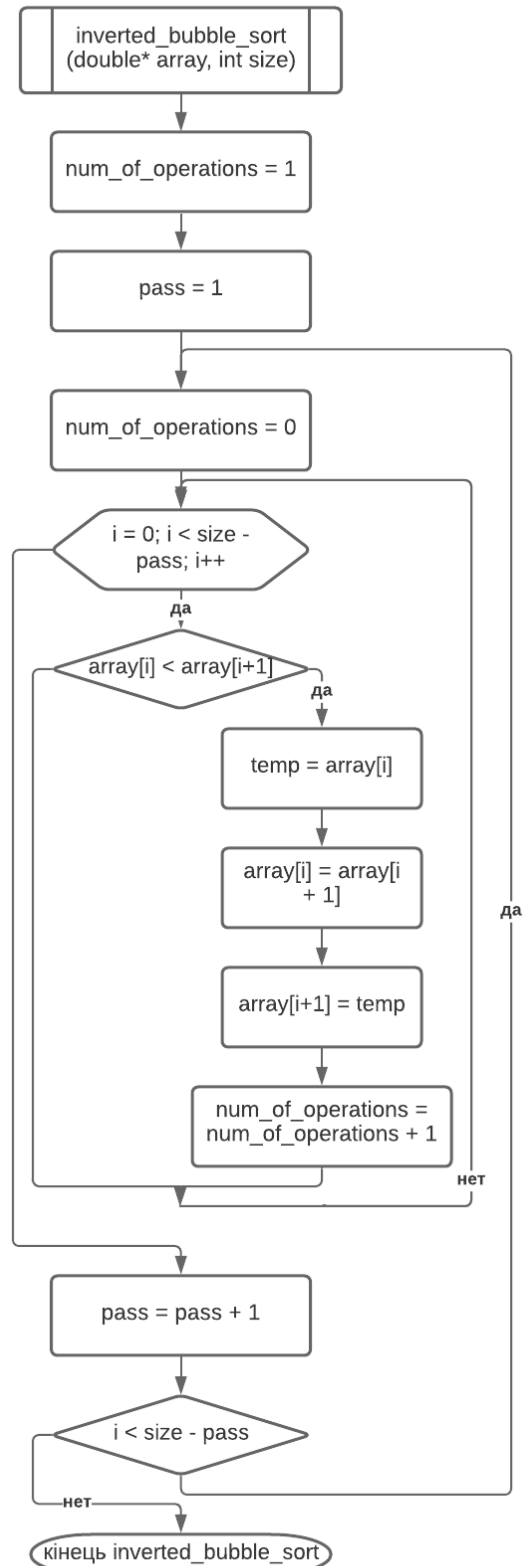 inverted_bubble_sort
(double* array, int size)
num_of_operations = 1
pass = 1
num_of_operations = 0
i = 0; i < size -
pass; i++
да
array[i] < array[i+1]
да
temp = array[i]
array[i] = array[i
+ 1]
да
array[i+1] = temp
num_of_operations =
num_of_operations + 1
нет
pass = pass + 1
i < size - pass
нет
кінець inverted_bubble_sort